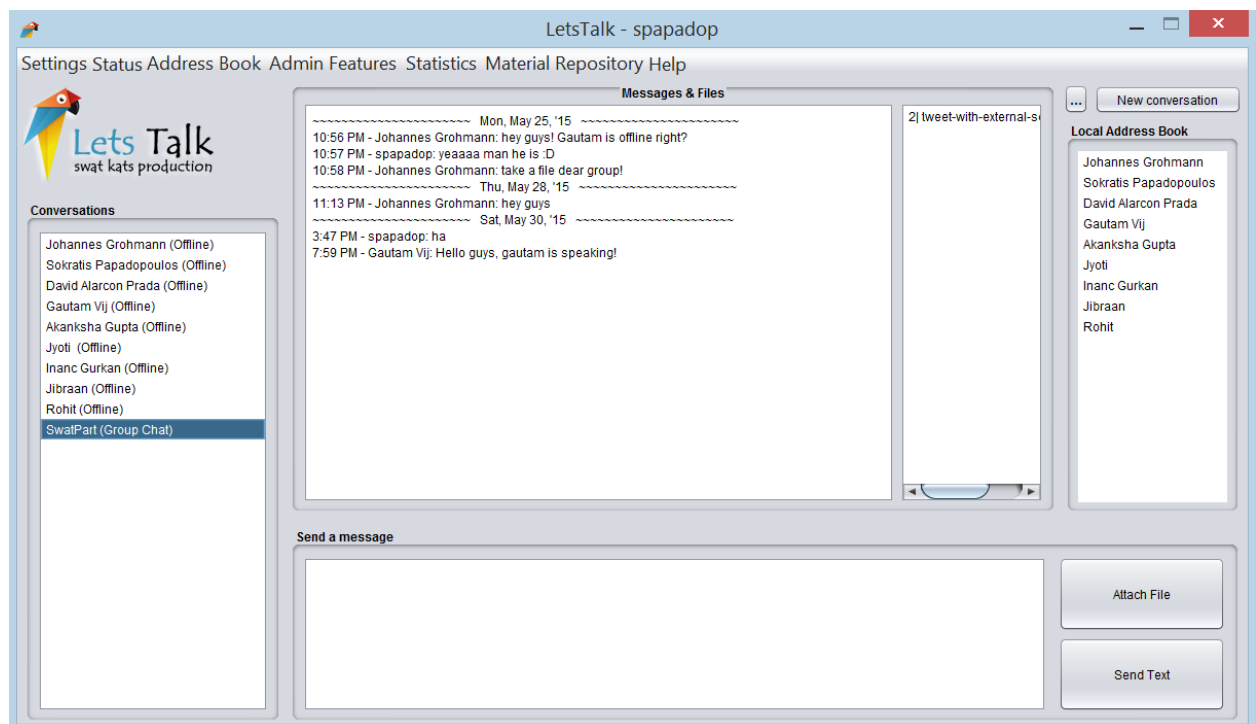 LetsTalk - spapadop
Settings Status Address Book Admin Features Statistics Material Repository Help
Lets Talk
swat kats production
Conversations
Johannes Grohmann (Offline)
Sokratis Papadopoulos (Offline)
David Alarcon Prada (Offline)
Gautam Vij (Offline)
Akanksha Gupta (Offline)
Jyoti (Offline)
Inanc Gurkan (Offline)
Jibraan (Offline)
Rohit (Offline)
SwatPart (Group Chat)
Messages & Files
~~~~~~~~~~~~~~~~~~~~~~ Mon, May 25, '15 ~~~~~~~~~~~~~~~~~~~~~~
10:56 PM - Johannes Grohmann: hey guys! Gautam is offline right?
10:57 PM - spapadop: yeaaaa man he is :D
10:58 PM - Johannes Grohmann: take a file dear group!
~~~~~~~~~~~~~~~~~~~~~~ Thu, May 28, '15 ~~~~~~~~~~~~~~~~~~~~~~
11:13 PM - Johannes Grohmann: hey guys
~~~~~~~~~~~~~~~~~~~~~~ Sat, May 30, '15 ~~~~~~~~~~~~~~~~~~~~~~
3:47 PM - spapadop: ha
7:59 PM - Gautam Vij: Hello guys, gautam is speaking!
2| tweet-with-external-s
... New conversation
Local Address Book
Johannes Grohmann
Sokratis Papadopoulos
David Alarcon Prada
Gautam Vij
Akanksha Gupta
Jyoti
Inanc Gurkan
Jibraan
Rohit
Send a message
Attach File
Send Text